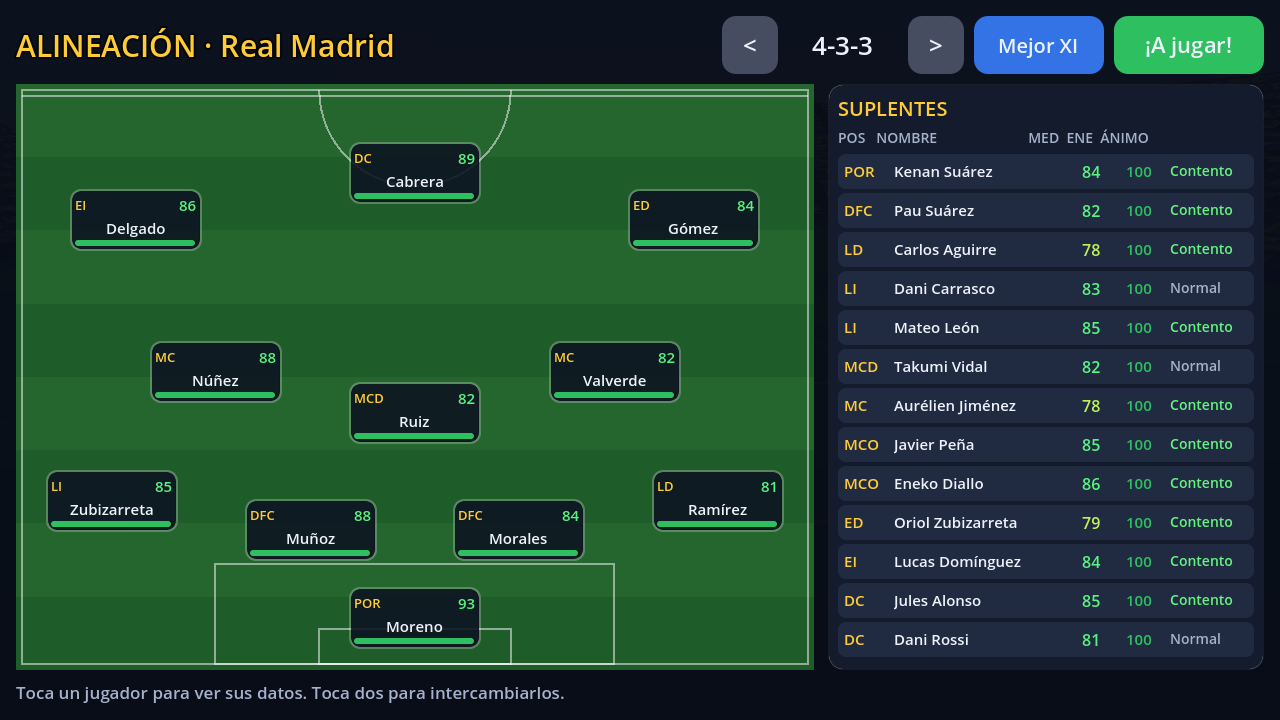 ALINEACIÓN · Real Madrid
< 4-3-3 > Mejor XI ¡A jugar!
DC 89
Cabrera
EI 86
Delgado
ED 84
Gómez
MC 88
Núñez
MC 82
Valverde
MCD 82
Ruiz
LI 85
Zubizarreta
LD 81
Ramírez
DFC 88
Muñoz
DFC 84
Morales
POR 93
Moreno
SUPLENTES
POS NOMBRE MED ENE ÁNIMO
POR Kenan Suárez 84 100 Contento
DFC Pau Suárez 82 100 Contento
LD Carlos Aguirre 78 100 Contento
LI Dani Carrasco 83 100 Normal
LI Mateo León 85 100 Contento
MCD Takumi Vidal 82 100 Normal
MC Aurélien Jiménez 78 100 Contento
MCO Javier Peña 85 100 Contento
MCO Eneko Diallo 86 100 Contento
ED Oriol Zubizarreta 79 100 Contento
EI Lucas Domínguez 84 100 Contento
DC Jules Alonso 85 100 Contento
DC Dani Rossi 81 100 Normal
Toca un jugador para ver sus datos. Toca dos para intercambiarlos.